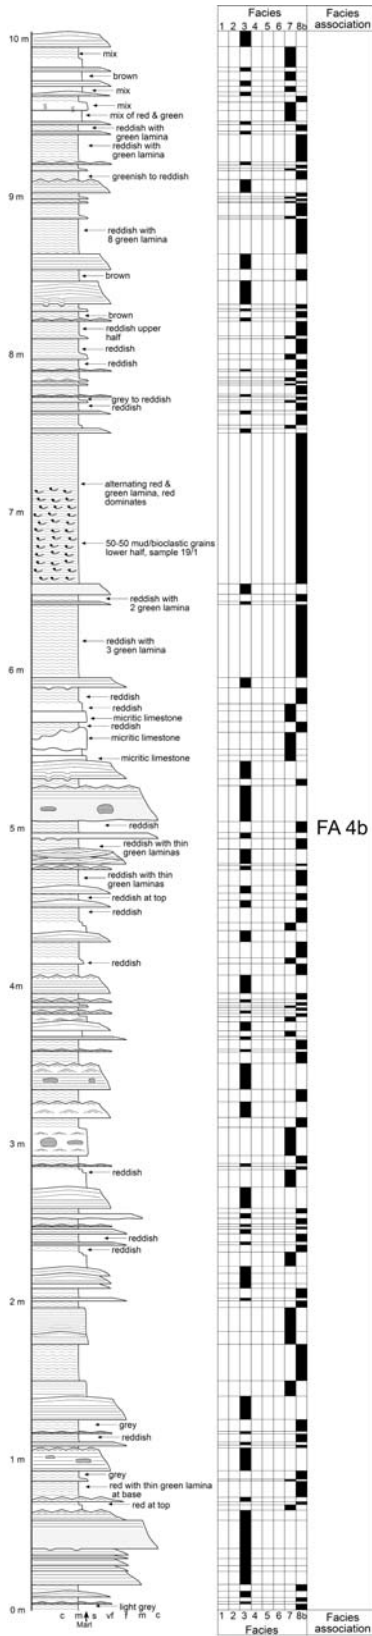 Facies
Facies association
1 2 3 4 5 6 7 8b
10 m
mix
brown
mix
mix
mix of red & green
reddish with
green lamina
reddish with
green lamina
greenish to reddish
9 m
reddish with
8 green lamina
brown
brown
reddish upper
half
8 m
reddish
reddish
grey to reddish
reddish
alternating red &
green lamina, red
dominates
7 m
50-50 mud/bioclastic grains
lower half, sample 19/1
reddish with
2 green lamina
reddish with
3 green lamina
6 m
reddish
reddish
micritic limestone
reddish
micritic limestone
micritic limestone
reddish
5 m
FA 4b
reddish with thin
green laminas
reddish with thin
green laminas
reddish at top
reddish
reddish
4 m
3 m
reddish
reddish
reddish
2 m
grey
reddish
1 m
grey
red with thin green lamina
at base
red at top
light grey
0 m
c m s vf f m c
Marl
1 2 3 4 5 6 7 8b
Facies
Facies association